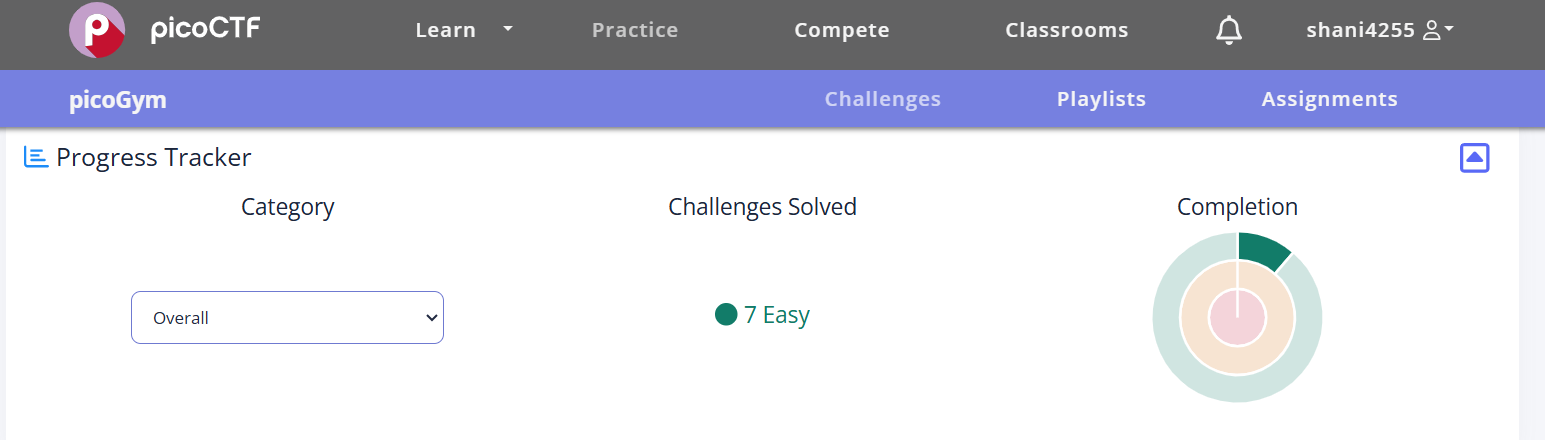 picoCTF Learn Practice Compete Classrooms shani4255
picoGym Challenges Playlists Assignments
Progress Tracker
Category Challenges Solved Completion
Overall 7 Easy